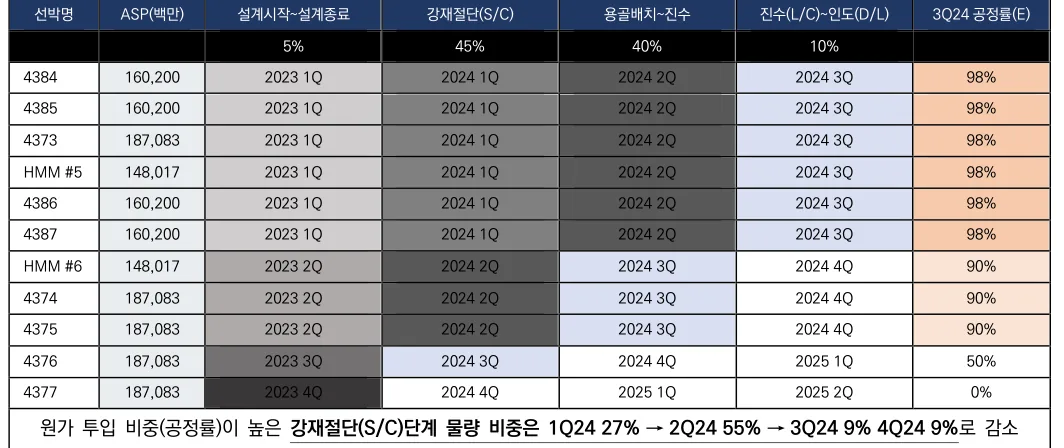 선박명 ASP(백만) 설계시작~설계종료 강재절단(S/C) 용골배치~진수 진수(L/C)~인도(D/L) 3Q24 공정률(E)
5% 45% 40% 10%
4384 160,200 2023 1Q 2024 1Q 2024 2Q 2024 3Q 98%
4385 160,200 2023 1Q 2024 1Q 2024 2Q 2024 3Q 98%
4373 187,083 2023 1Q 2024 1Q 2024 2Q 2024 3Q 98%
HMM #5 148,017 2023 1Q 2024 1Q 2024 2Q 2024 3Q 98%
4386 160,200 2023 1Q 2024 1Q 2024 2Q 2024 3Q 98%
4387 160,200 2023 1Q 2024 1Q 2024 2Q 2024 3Q 98%
HMM #6 148,017 2023 2Q 2024 2Q 2024 3Q 2024 4Q 90%
4374 187,083 2023 2Q 2024 2Q 2024 3Q 2024 4Q 90%
4375 187,083 2023 2Q 2024 2Q 2024 3Q 2024 4Q 90%
4376 187,083 2023 3Q 2024 3Q 2024 4Q 2025 1Q 50%
4377 187,083 2023 4Q 2024 4Q 2025 1Q 2025 2Q 0%
원가 투입 비중(공정률)이 높은 강재절단(S/C)단계 물량 비중은 1Q24 27% → 2Q24 55% → 3Q24 9% 4Q24 9%로 감소